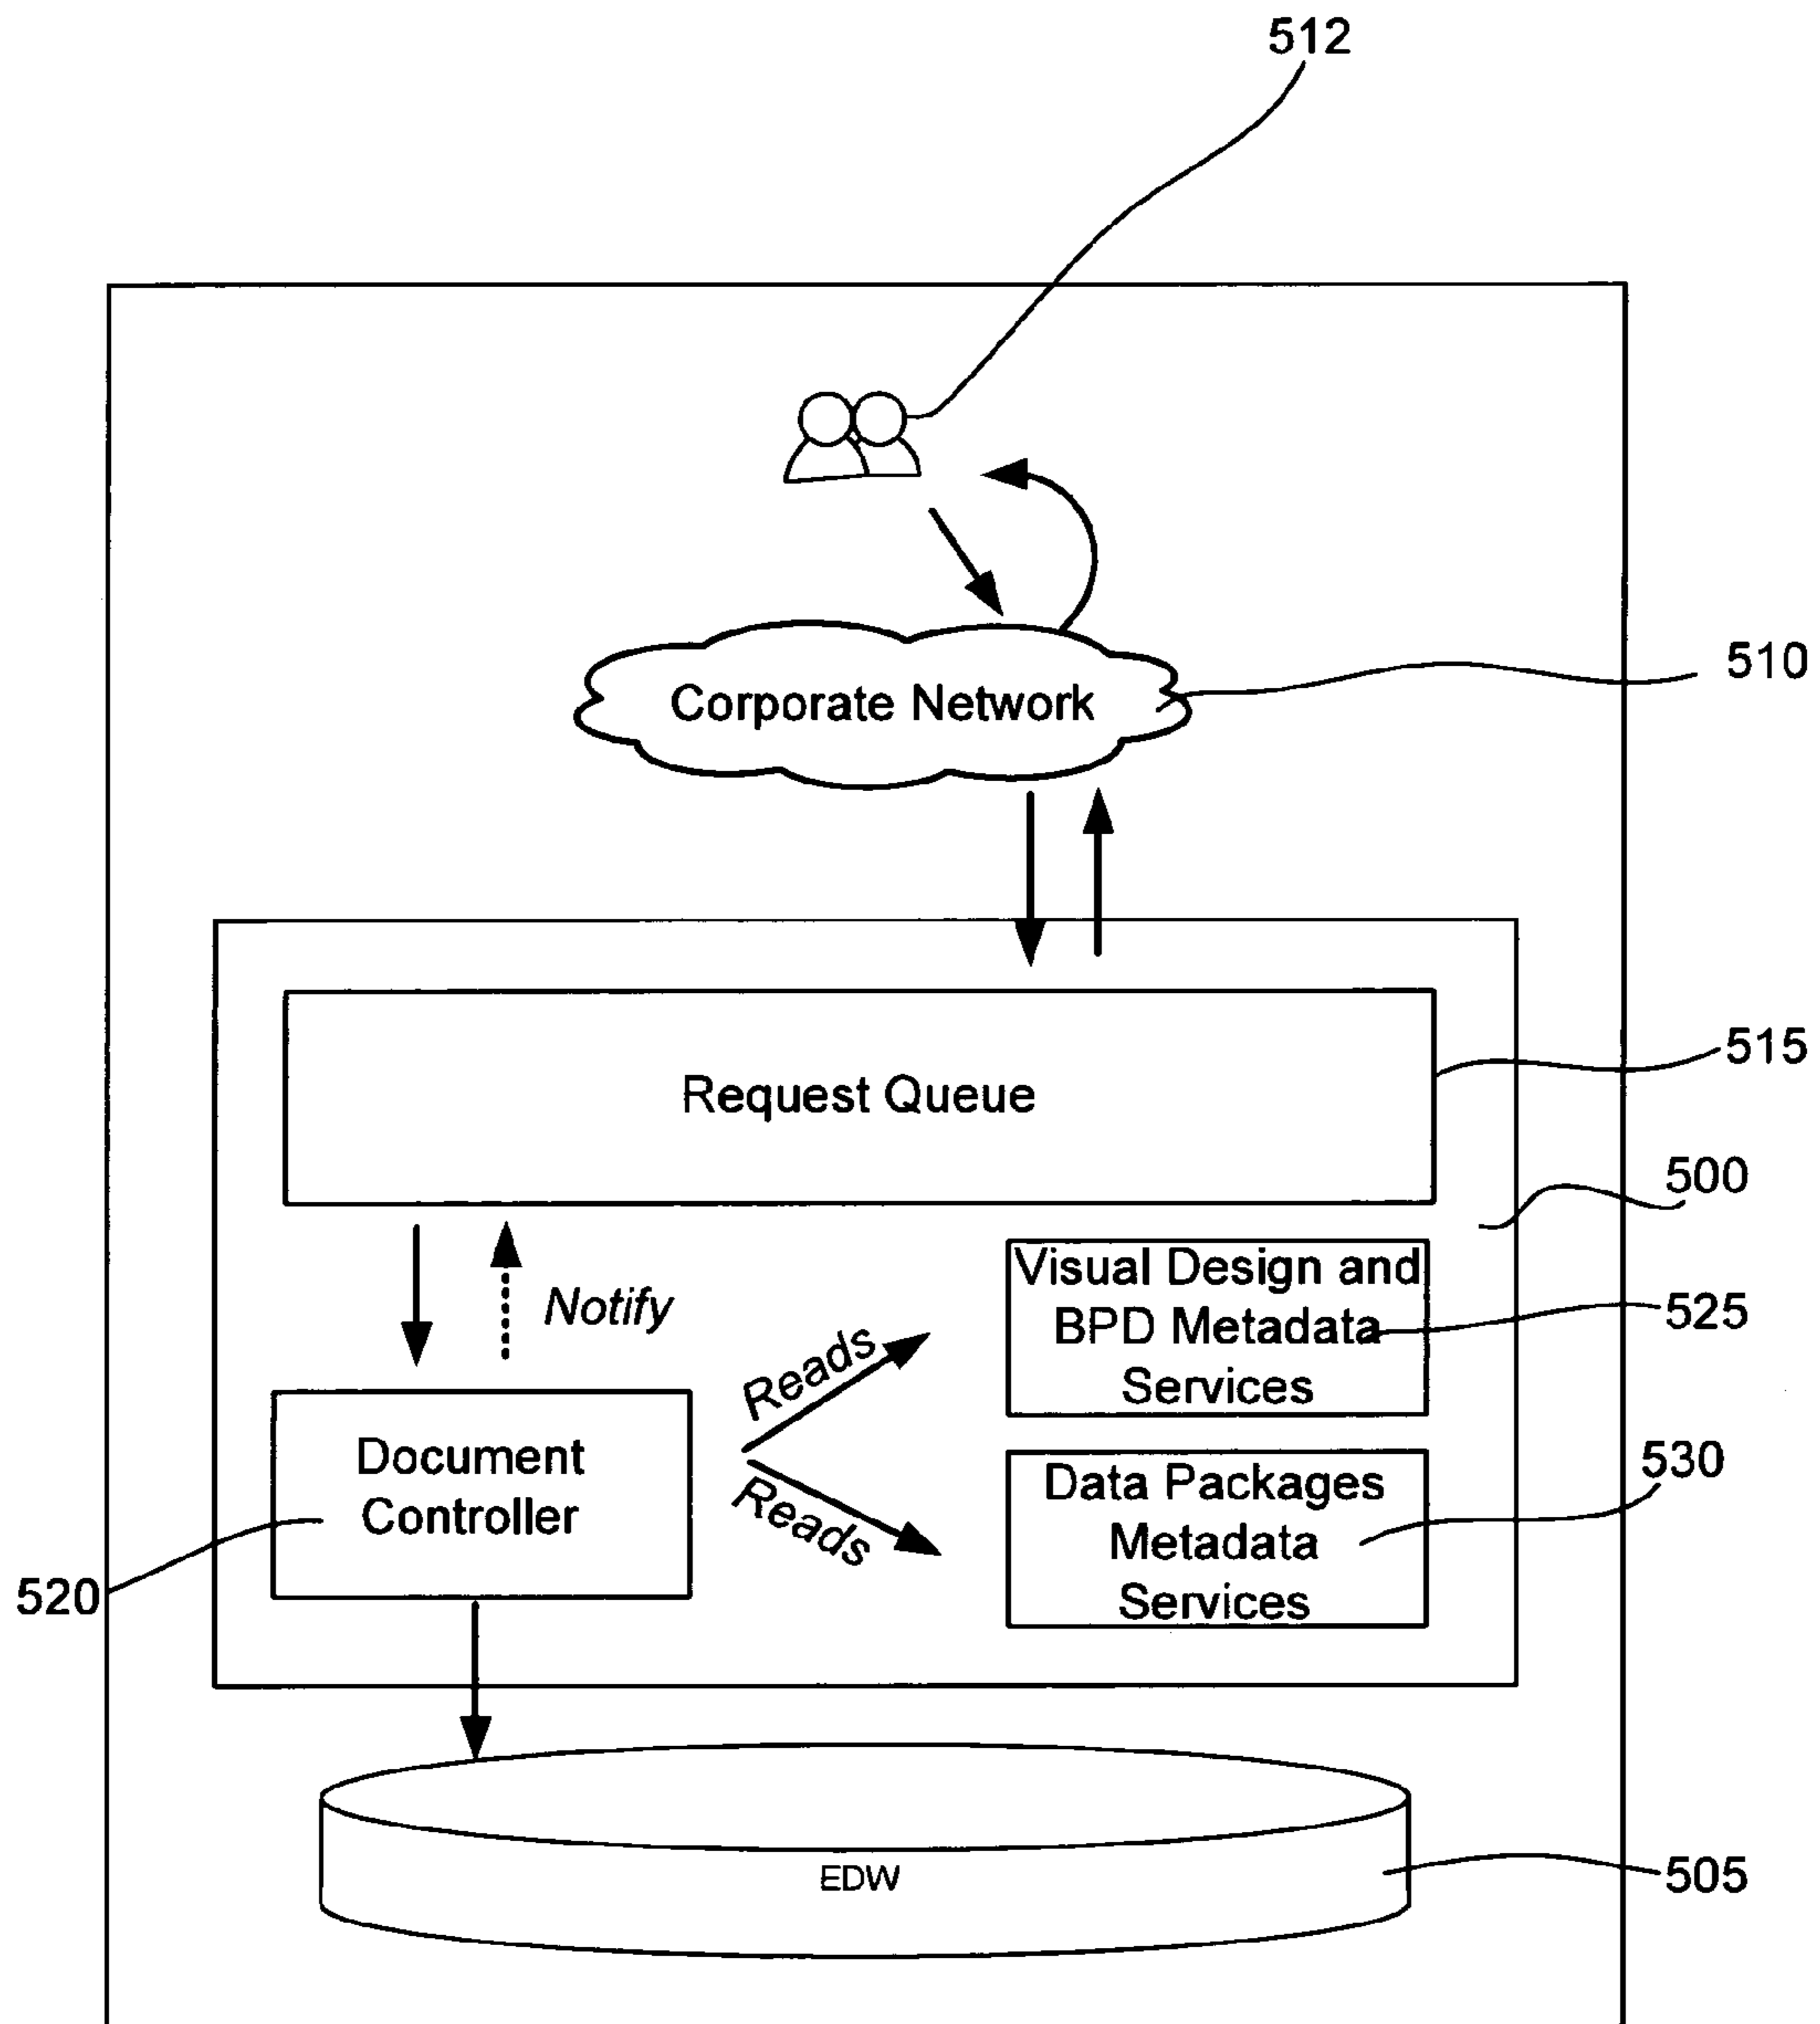 512
Corporate Network
510
Request Queue
515
500
Notify
Visual Design and
BPD Metadata
Services
525
Reads
Reads
Document
Controller
520
Data Packages
Metadata
Services
530
EDW
505